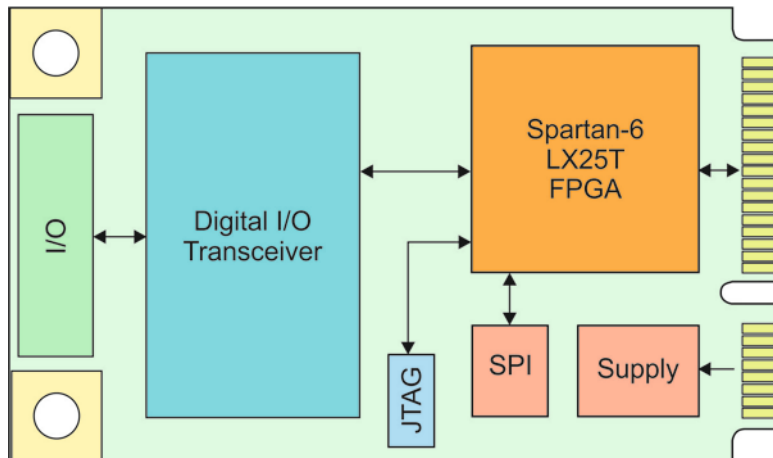 I/O
Digital I/O
Transceiver
Spartan-6
LX25T
FPGA
JTAG
SPI
Supply